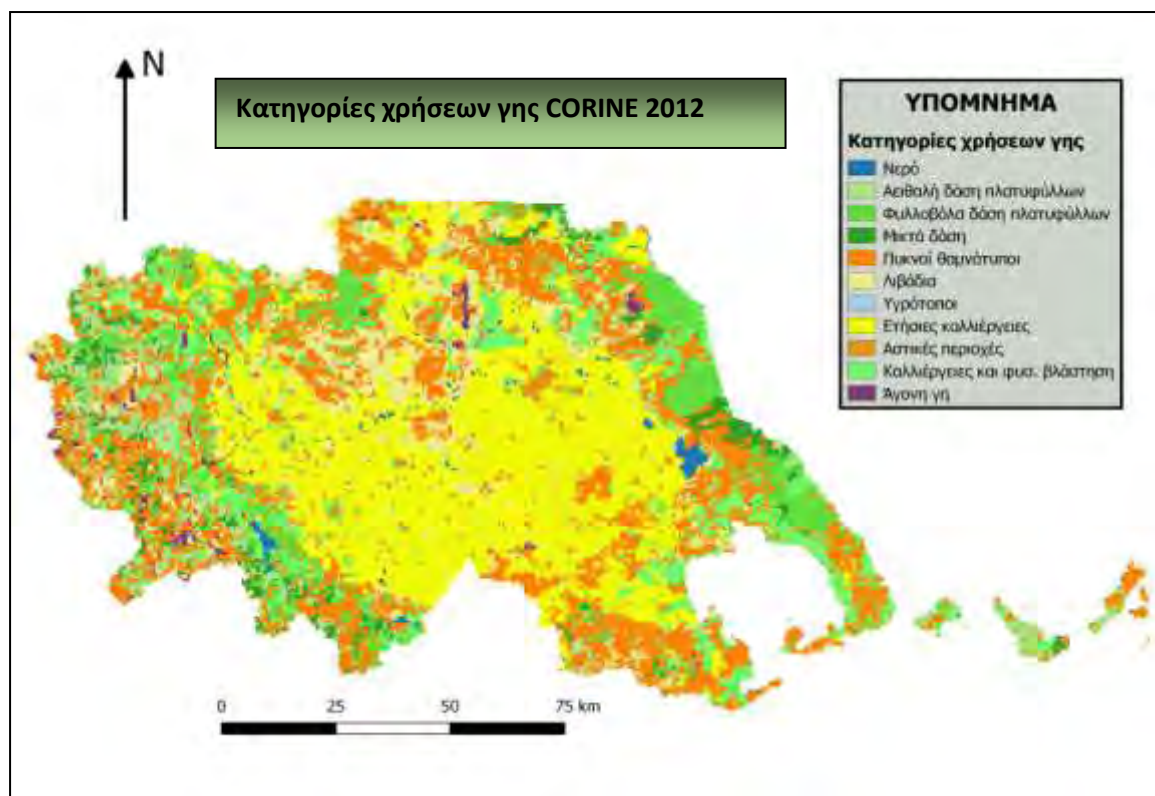 N
Κατηγορίες χρήσεων γης CORINE 2012
ΥΠΟΜΝΗΜΑ
Κατηγορίες χρήσεων γης
Νερό
Αειθαλή δάση πλατυφύλλων
Φυλλοβόλα δάση πλατυφύλλων
Μικτά δάση
Πυκνοί θαμνότυποι
Λιβάδια
Υγρότοποι
Ετήσιες καλλιέργειες
Αστικές περιοχές
Καλλιέργειες και φυσ. βλάστηση
Άγονη γη
0 25 50 75 km